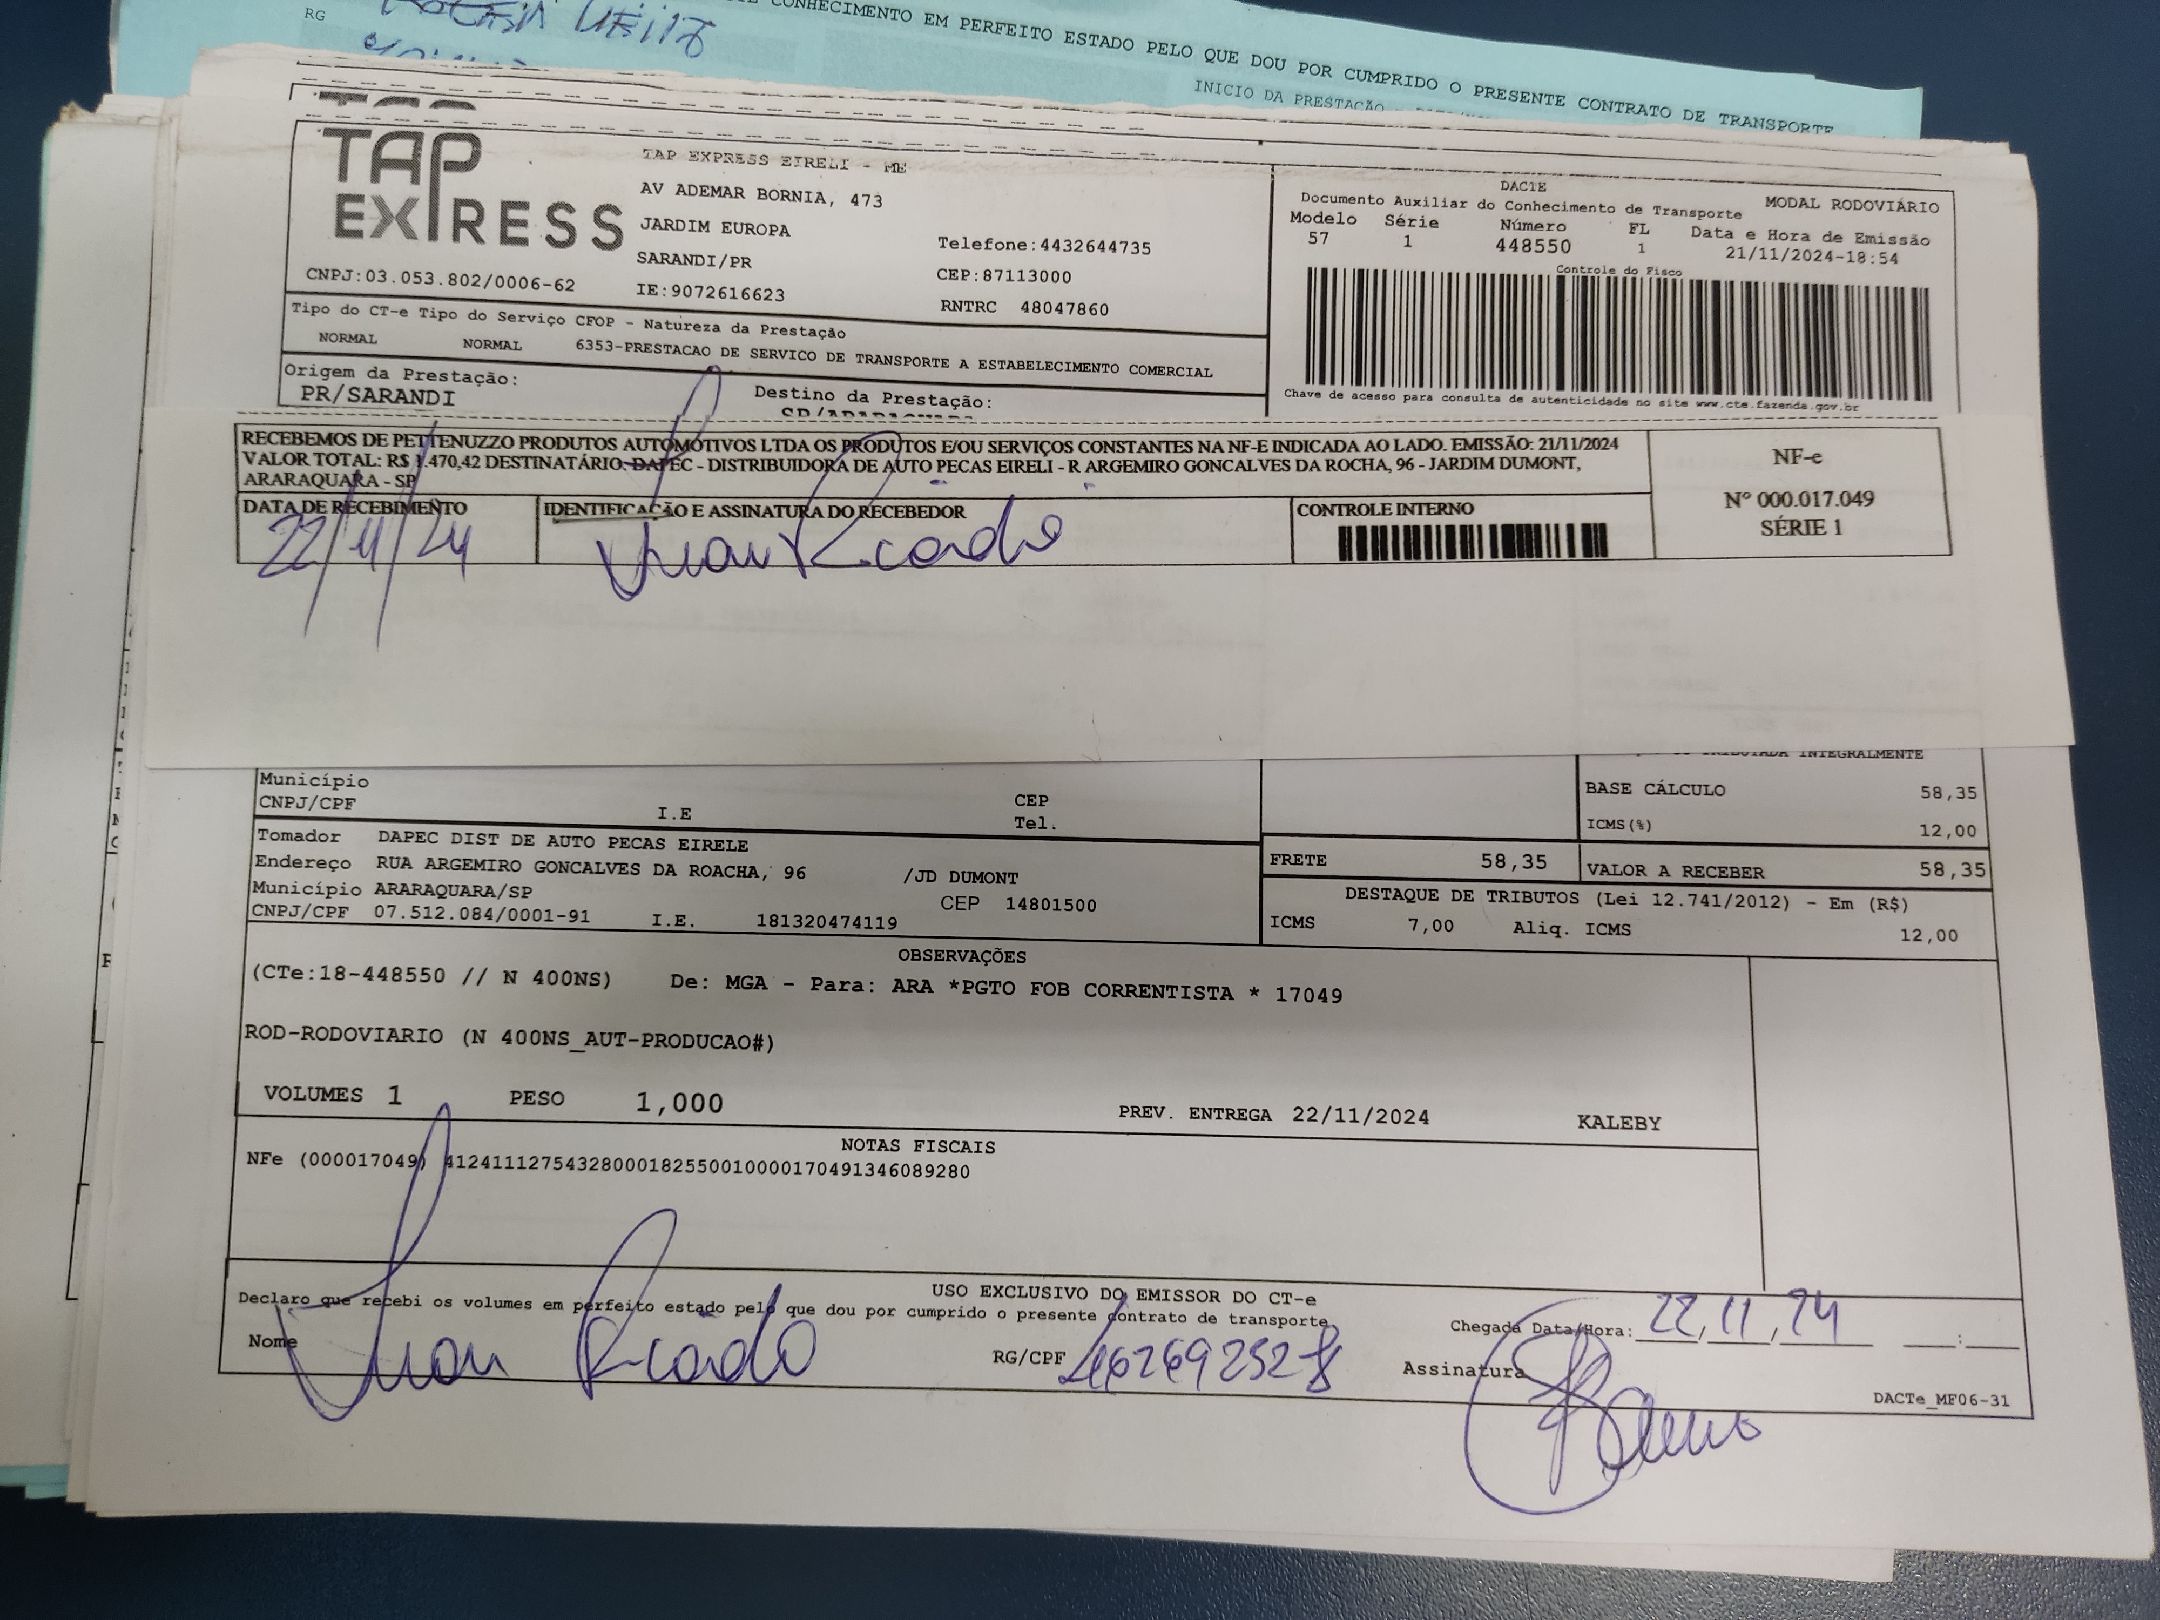 RG
CONHECIMENTO EM PERFEITO ESTADO PELO QUE DOU POR CUMPRIDO O PRESENTE CONTRATO DE TRANSPORTE
INICIO DA PRESTAÇÃO -
TAP
EXPRESS
CNPJ:03.053.802/0006-62
TAP EXPRESS EIRELI - ME
AV ADEMAR BORNIA, 473
JARDIM EUROPA
SARANDI/PR
IE:9072616623
Telefone:4432644735
CEP:87113000
RNTRC 48047860
DACTE
Documento Auxiliar do Conhecimento de Transporte
MODAL RODOVIÁRIO
Modelo Série Número FL Data e Hora de Emissão
57 1 448550 1 21/11/2024-18:54
Controle do Fisco
Chave de acesso para consulta de autenticidade no site www.cte.fazenda.gov.br
Tipo do CT-e Tipo do Serviço CFOP - Natureza da Prestação
NORMAL NORMAL 6353-PRESTACAO DE SERVICO DE TRANSPORTE A ESTABELECIMENTO COMERCIAL
Origem da Prestação:
PR/SARANDI
Destino da Prestação:
SP/ARARAQUARA
RECEBEMOS DE PETTENUZZO PRODUTOS AUTOMOTIVOS LTDA OS PRODUTOS E/OU SERVIÇOS CONSTANTES NA NF-E INDICADA AO LADO. EMISSÃO: 21/11/2024
VALOR TOTAL: R$ 1.470,42 DESTINATÁRIO: DAPEC - DISTRIBUIDORA DE AUTO PECAS EIRELI - R ARGEMIRO GONCALVES DA ROCHA, 96 - JARDIM DUMONT,
ARARAQUARA - SP
NF-e
Nº 000.017.049
SÉRIE 1
DATA DE RECEBIMENTO
22/11/24
IDENTIFICAÇÃO E ASSINATURA DO RECEBEDOR
CONTROLE INTERNO
TRIBUTADA INTEGRALMENTE
Município
CNPJ/CPF I.E CEP
Tel.
BASE CÁLCULO 58,35
ICMS(%) 12,00
Tomador DAPEC DIST DE AUTO PECAS EIRELE
Endereço RUA ARGEMIRO GONCALVES DA ROACHA, 96 /JD DUMONT
Município ARARAQUARA/SP CEP 14801500
CNPJ/CPF 07.512.084/0001-91 I.E. 181320474119
FRETE 58,35 VALOR A RECEBER 58,35
DESTAQUE DE TRIBUTOS (Lei 12.741/2012) - Em (R$)
ICMS 7,00 Aliq. ICMS 12,00
OBSERVAÇÕES
(CTe:18-448550 // N 400NS) De: MGA - Para: ARA *PGTO FOB CORRENTISTA * 17049
ROD-RODOVIARIO (N 400NS_AUT-PRODUCAO#)
VOLUMES 1 PESO 1,000 PREV. ENTREGA 22/11/2024 KALEBY
NOTAS FISCAIS
NFe (000017049) 41241112754328000182550010000170491346089280
USO EXCLUSIVO DO EMISSOR DO CT-e
Declaro que recebi os volumes em perfeito estado pelo que dou por cumprido o presente contrato de transporte
Nome
RG/CPF 462692528
Chegada Data/Hora: 22/11/24 __:__
Assinatura
DACTe_MF06-31